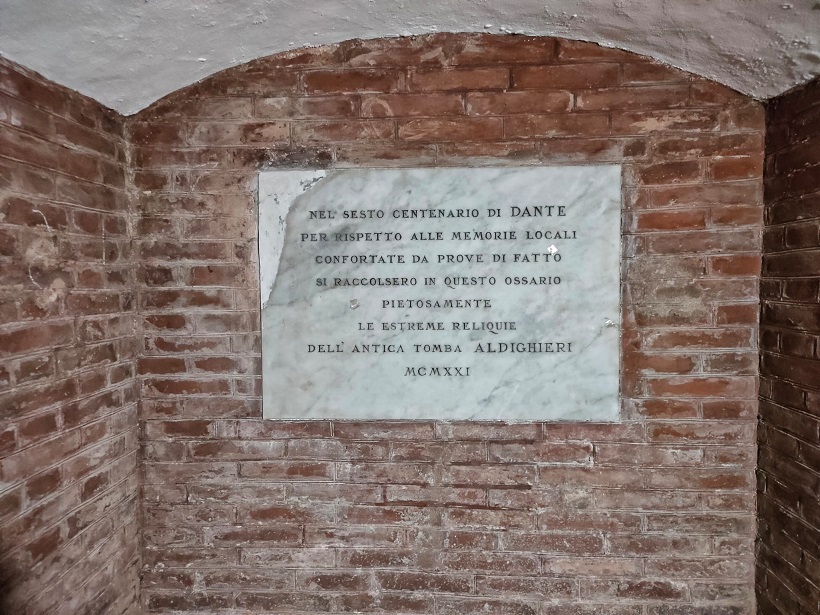 NEL SESTO CENTENARIO DI DANTE
PER RISPETTO ALLE MEMORIE LOCALI
CONFORTATE DA PROVE DI FATTO
SI RACCOLSERO IN QUESTO OSSARIO
PIETOSAMENTE
LE ESTREME RELIQUIE
DELL' ANTICA TOMBA ALDIGHIERI
MCMXXI